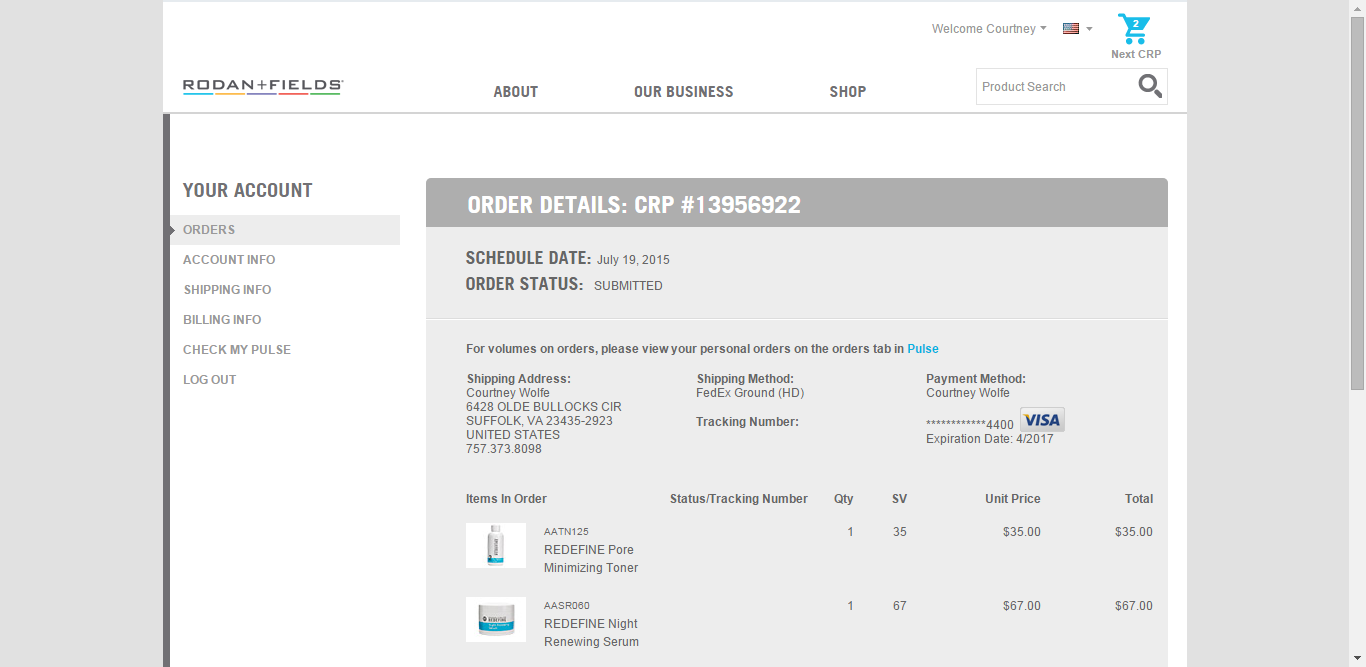 Welcome Courtney
2
Next CRP
RODAN+FIELDS
ABOUT
OUR BUSINESS
SHOP
Product Search
YOUR ACCOUNT
ORDERS
ACCOUNT INFO
SHIPPING INFO
BILLING INFO
CHECK MY PULSE
LOG OUT
ORDER DETAILS: CRP #13956922
SCHEDULE DATE: July 19, 2015
ORDER STATUS: SUBMITTED
For volumes on orders, please view your personal orders on the orders tab in Pulse
Shipping Address:
Courtney Wolfe
6428 OLDE BULLOCKS CIR
SUFFOLK, VA 23435-2923
UNITED STATES
757.373.8098
Shipping Method:
FedEx Ground (HD)
Tracking Number:
Payment Method:
Courtney Wolfe
************4400 VISA
Expiration Date: 4/2017
Items In Order Status/Tracking Number Qty SV Unit Price Total
AATN125 1 35 $35.00 $35.00
REDEFINE Pore
Minimizing Toner
AASR060 1 67 $67.00 $67.00
REDEFINE Night
Renewing Serum
REDEFINE